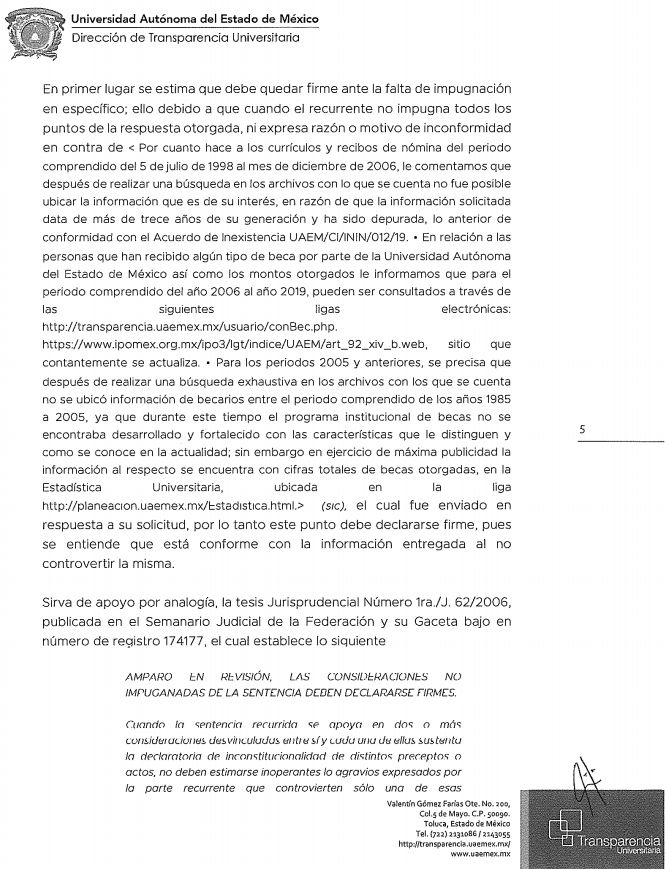 Universidad Autónoma del Estado de México
Dirección de Transparencia Universitaria
En primer lugar se estima que debe quedar firme ante la falta de impugnación
en específico; ello debido a que cuando el recurrente no impugna todos los
puntos de la respuesta otorgada, ni expresa razón o motivo de inconformidad
en contra de < Por cuanto hace a los currículos y recibos de nómina del periodo
comprendido del 5 de julio de 1998 al mes de diciembre de 2006, le comentamos que
después de realizar una búsqueda en los archivos con lo que se cuenta no fue posible
ubicar la información que es de su interés, en razón de que la información solicitada
data de más de trece años de su generación y ha sido depurada, lo anterior de
conformidad con el Acuerdo de Inexistencia UAEM/CI/ININ/012/19. • En relación a las
personas que han recibido algún tipo de beca por parte de la Universidad Autónoma
del Estado de México así como los montos otorgados le informamos que para el
periodo comprendido del año 2006 al año 2019, pueden ser consultados a través de
las siguientes ligas electrónicas:
http://transparencia.uaemex.mx/usuario/conBec.php.
https://www.ipomex.org.mx/ipo3/lgt/indice/UAEM/art_92_xiv_b.web, sitio que
contantemente se actualiza. • Para los periodos 2005 y anteriores, se precisa que
después de realizar una búsqueda exhaustiva en los archivos con los que se cuenta
no se ubicó información de becarios entre el periodo comprendido de los años 1985
a 2005, ya que durante este tiempo el programa institucional de becas no se
encontraba desarrollado y fortalecido con las características que le distinguen y
como se conoce en la actualidad; sin embargo en ejercicio de máxima publicidad la
información al respecto se encuentra con cifras totales de becas otorgadas, en la
Estadística Universitaria, ubicada en la liga
http://planeacion.uaemex.mx/Estadistica.html.> (sic), el cual fue enviado en
respuesta a su solicitud, por lo tanto este punto debe declararse firme, pues
se entiende que está conforme con la información entregada al no
controvertir la misma.
5
Sirva de apoyo por analogía, la tesis Jurisprudencial Número 1ra./J. 62/2006,
publicada en el Semanario Judicial de la Federación y su Gaceta bajo en
número de registro 174177, el cual establece lo siguiente
AMPARO EN REVISIÓN, LAS CONSIDERACIONES NO
IMPUGANADAS DE LA SENTENCIA DEBEN DECLARARSE FIRMES.
Cuando la sentencia recurrida se apoya en dos o más
consideraciones desvinculadas entre sí y cada una de ellas sustenta
la declaratoria de inconstitucionalidad de distintos preceptos o
actos, no deben estimarse inoperantes lo agravios expresados por
la parte recurrente que controvierten sólo una de esas
Valentín Gómez Farías Ote. No. 200,
Col.5 de Mayo. C.P. 50090.
Toluca, Estado de México
Tel. (722) 2131086 / 2143055
http://transparencia.uaemex.mx/
www.uaemex.mx
Transparencia
Universitaria